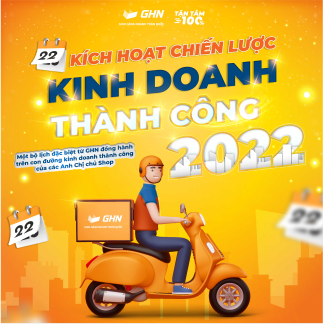 GHN
TẬN TÂM
100
22
KÍCH HOẠT CHIẾN LƯỢC
KINH DOANH
THÀNH CÔNG
2022
Một bộ lịch đặc biệt từ GHN đồng hành
trên con đường kinh doanh thành công
của các Anh Chị chủ Shop
22
22
GHN